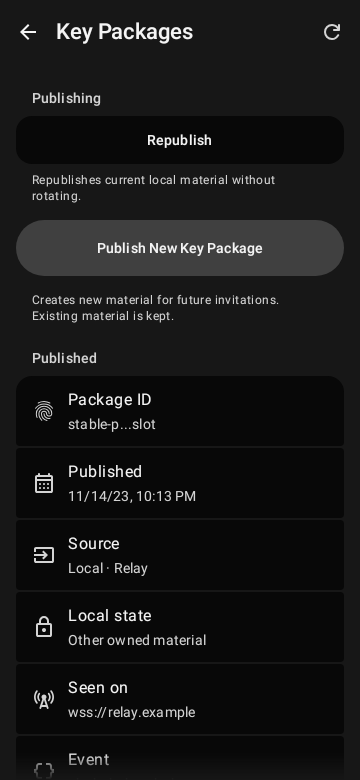 Key Packages
Publishing
Republish
Republishes current local material without
rotating.
Publish New Key Package
Creates new material for future invitations.
Existing material is kept.
Published
Package ID
stable-p...slot
Published
11/14/23, 10:13 PM
Source
Local · Relay
Local state
Other owned material
Seen on
wss://relay.example
Event